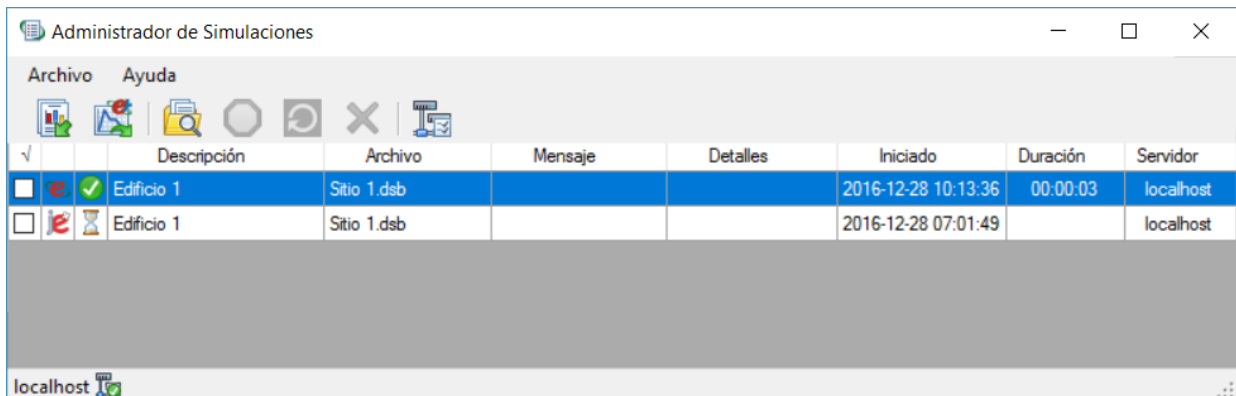 Administrador de Simulaciones
Archivo Ayuda
√ Descripción Archivo Mensaje Detalles Iniciado Duración Servidor
Edificio 1 Sitio 1.dsb 2016-12-28 10:13:36 00:00:03 localhost
Edificio 1 Sitio 1.dsb 2016-12-28 07:01:49 localhost
localhost